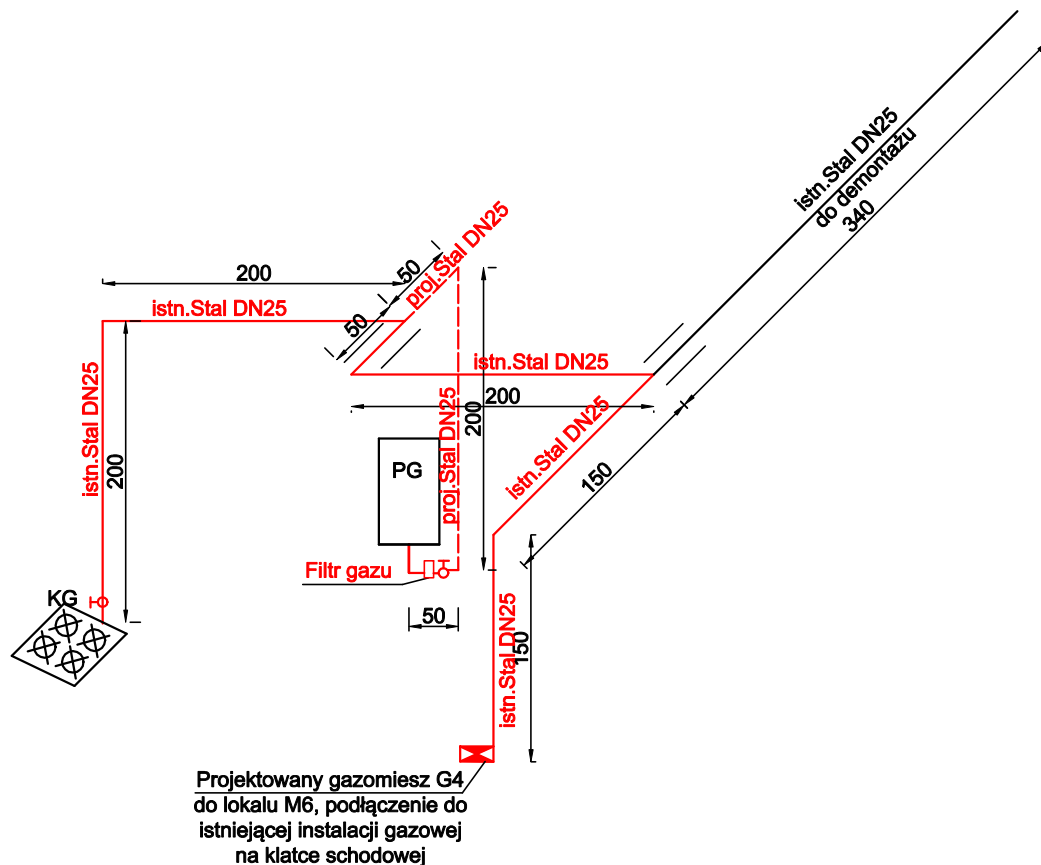 istn.Stal DN25
do demontażu
340
proj.Stal DN25
50
50
200
istn.Stal DN25
istn.Stal DN25
200
istn.Stal DN25
200
200
proj.Stal DN25
istn.Stal DN25
150
PG
Filtr gazu
50
KG
istn.Stal DN25
150
Projektowany gazomiesz G4
do lokalu M6, podłączenie do
istniejącej instalacji gazowej
na klatce schodowej